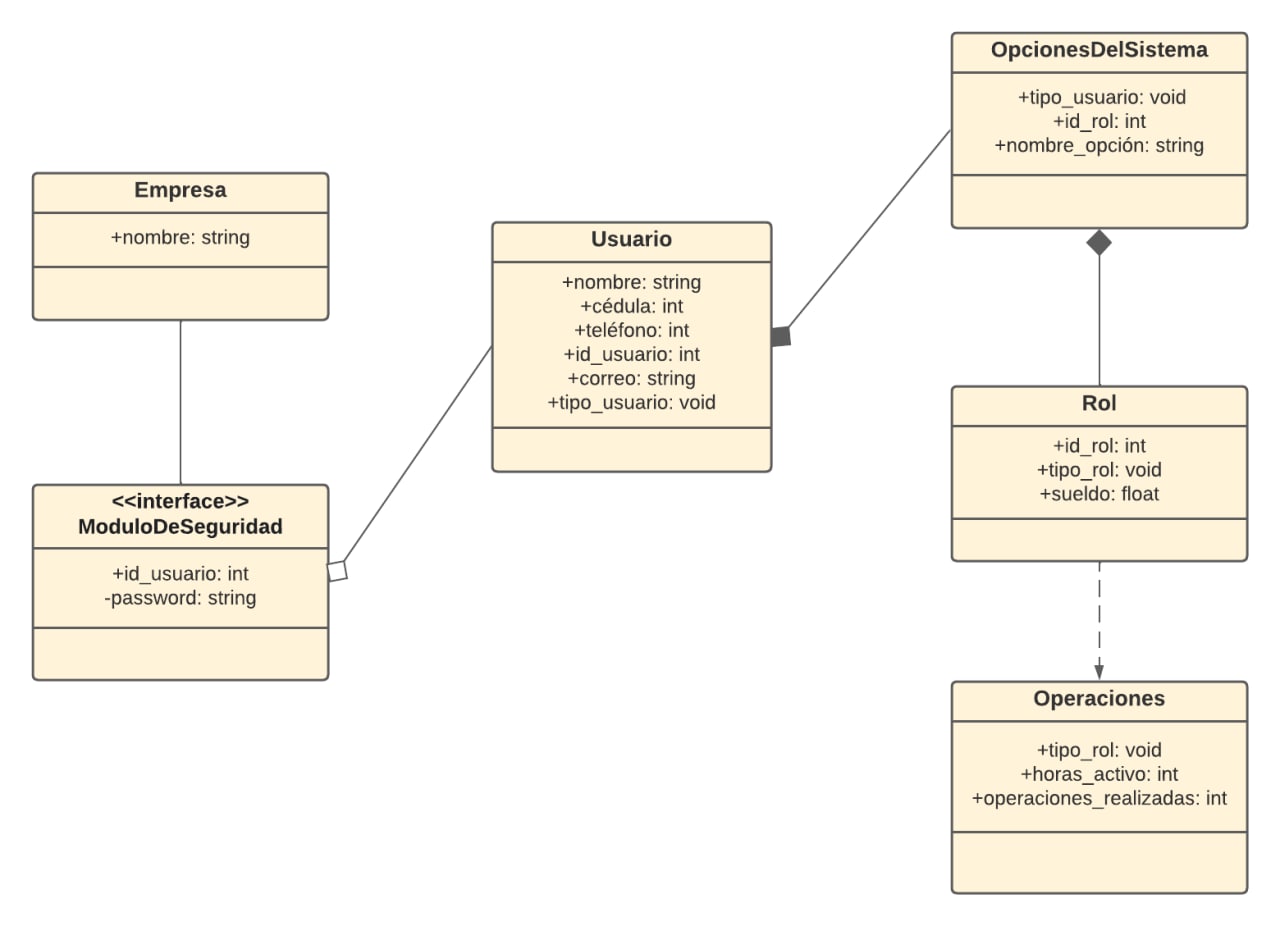 Empresa
+nombre: string
<<interface>>
ModuloDeSeguridad
+id_usuario: int
-password: string
Usuario
+nombre: string
+cédula: int
+teléfono: int
+id_usuario: int
+correo: string
+tipo_usuario: void
OpcionesDelSistema
+tipo_usuario: void
+id_rol: int
+nombre_opción: string
Rol
+id_rol: int
+tipo_rol: void
+sueldo: float
Operaciones
+tipo_rol: void
+horas_activo: int
+operaciones_realizadas: int